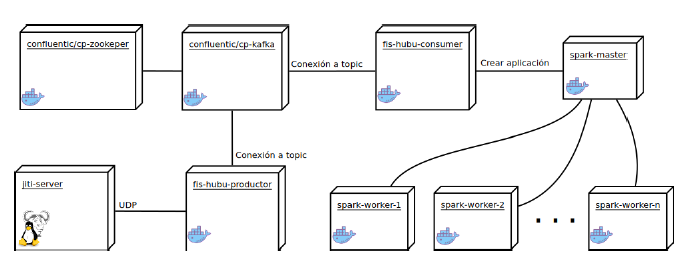 confluentic/cp-zookeper
confluentic/cp-kafka
fis-hubu-consumer
spark-master
Conexión a topic
Crear aplicación
Conexión a topic
jitl-server
UDP
fis-hubu-productor
spark-worker-1
spark-worker-2
. . .
spark-worker-n